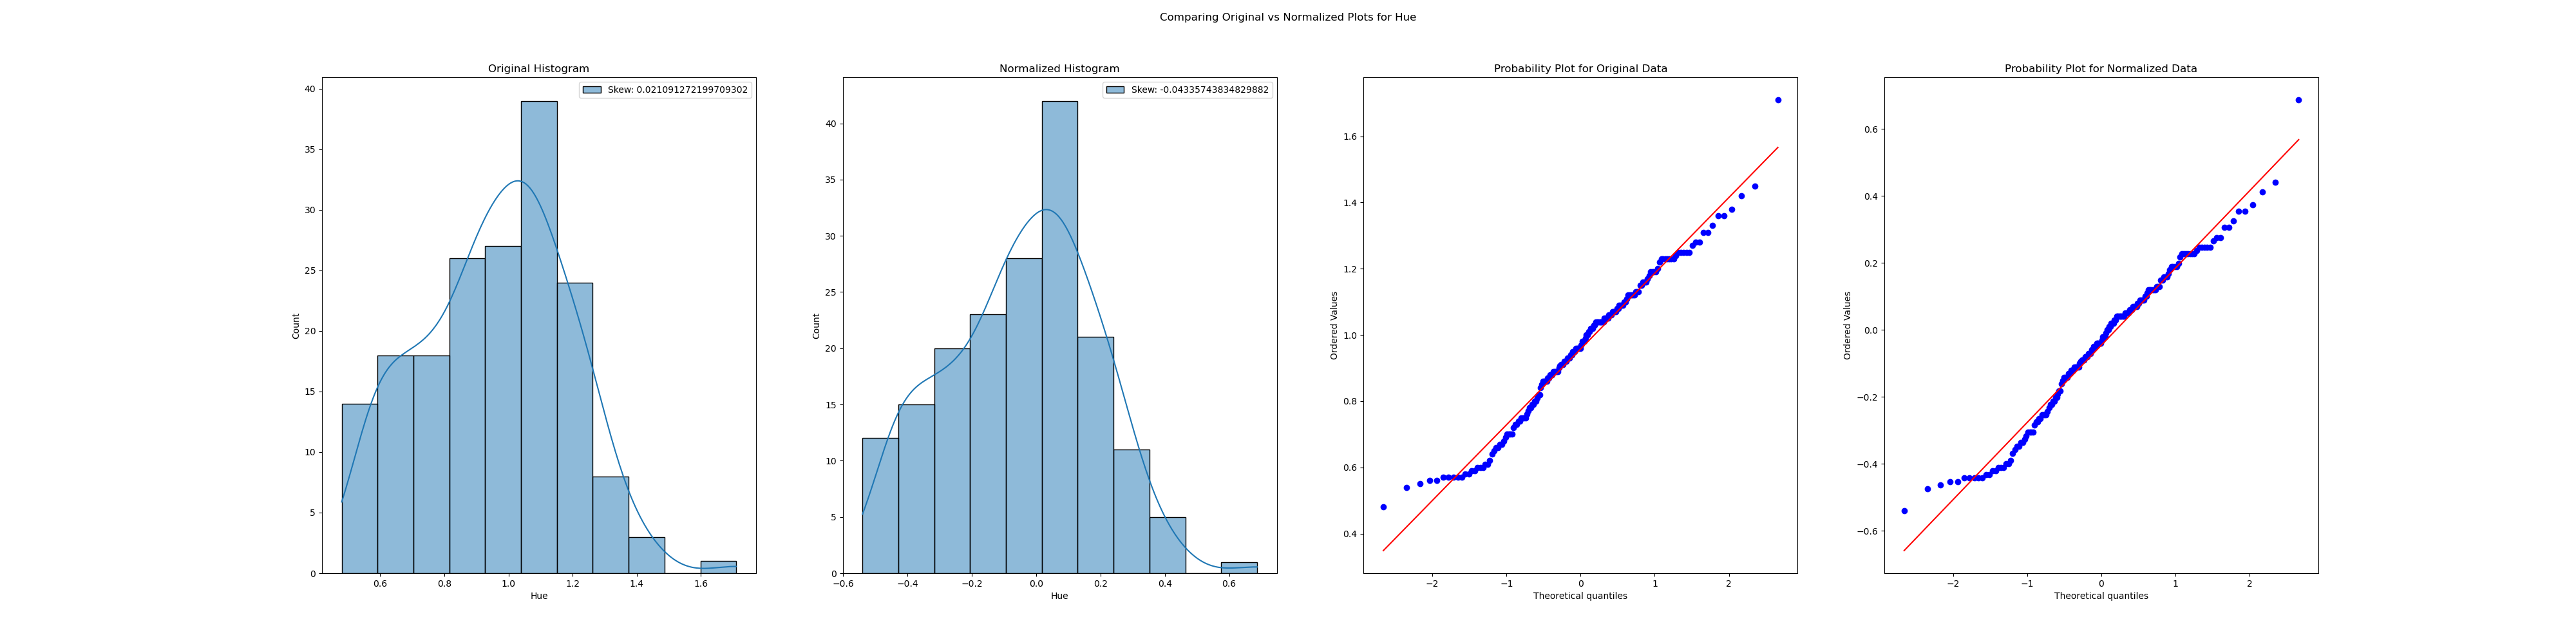 Comparing Original vs Normalized Plots for Hue
Original Histogram
Skew: 0.021091272199709302
40
35
30
25
20
15
10
5
0
Count
0.6 0.8 1.0 1.2 1.4 1.6
Hue
Normalized Histogram
Skew: -0.04335743834829882
40
35
30
25
20
15
10
5
0
Count
−0.6 −0.4 −0.2 0.0 0.2 0.4 0.6
Hue
Probability Plot for Original Data
1.6
1.4
1.2
1.0
0.8
0.6
0.4
Ordered Values
−2 −1 0 1 2
Theoretical quantiles
Probability Plot for Normalized Data
0.6
0.4
0.2
0.0
−0.2
−0.4
−0.6
Ordered Values
−2 −1 0 1 2
Theoretical quantiles